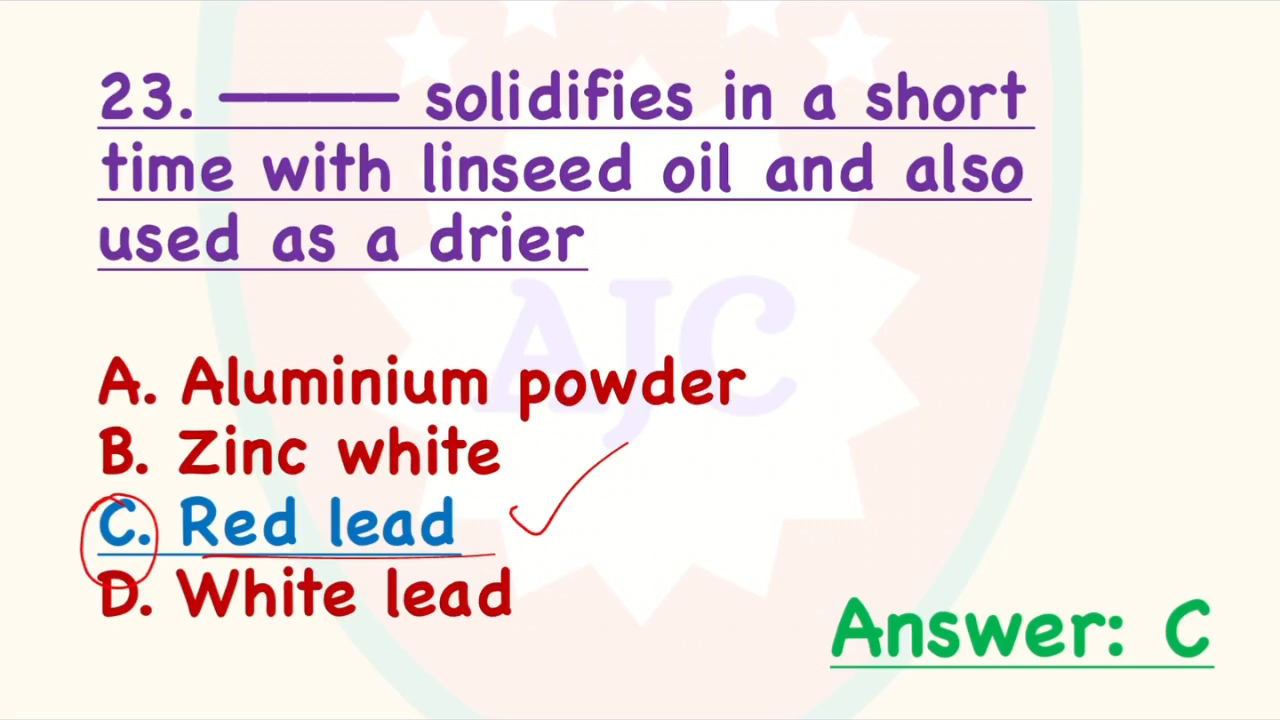 23. ———— solidifies in a short
time with linseed oil and also
used as a drier
AJC
A. Aluminium powder
B. Zinc white
C. Red lead
D. White lead
Answer: C